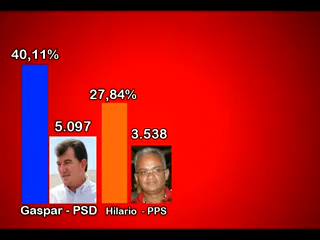 40,11%
27,84%
5.097
3.538
Gaspar - PSD
Hilario - PPS